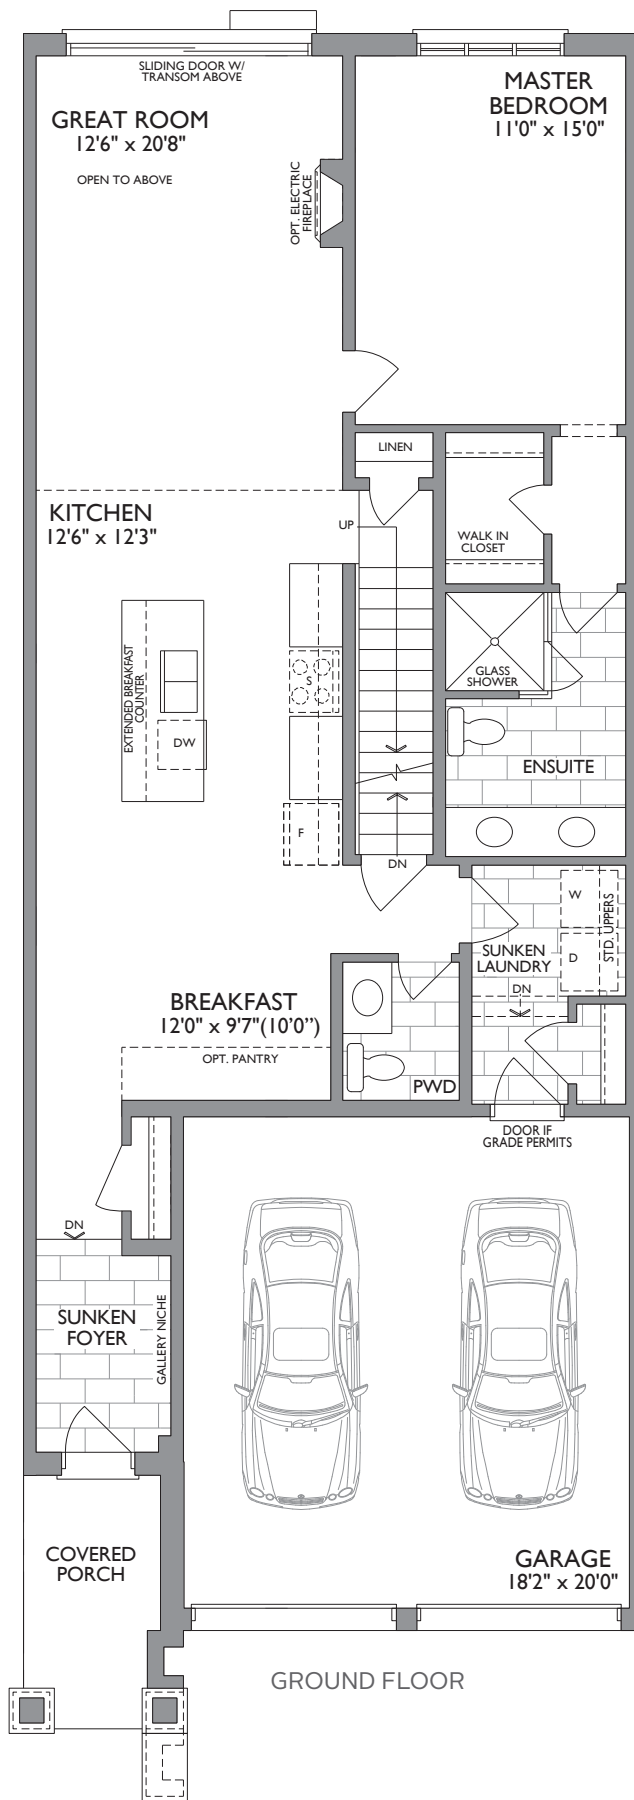 SLIDING DOOR W/
TRANSOM ABOVE
GREAT ROOM
12'6" x 20'8"
OPEN TO ABOVE
OPT. ELECTRIC
FIREPLACE
MASTER
BEDROOM
11'0" x 15'0"
LINEN
KITCHEN
12'6" x 12'3"
UP
WALK IN
CLOSET
EXTENDED BREAKFAST
COUNTER
S
DW
F
GLASS
SHOWER
ENSUITE
DN
W
D
STD. UPPERS
SUNKEN
LAUNDRY
DN
BREAKFAST
12'0" x 9'7"(10'0”)
OPT. PANTRY
PWD
DOOR IF
GRADE PERMITS
DN
SUNKEN
FOYER
GALLERY NICHE
COVERED
PORCH
GARAGE
18'2" x 20'0"
GROUND FLOOR